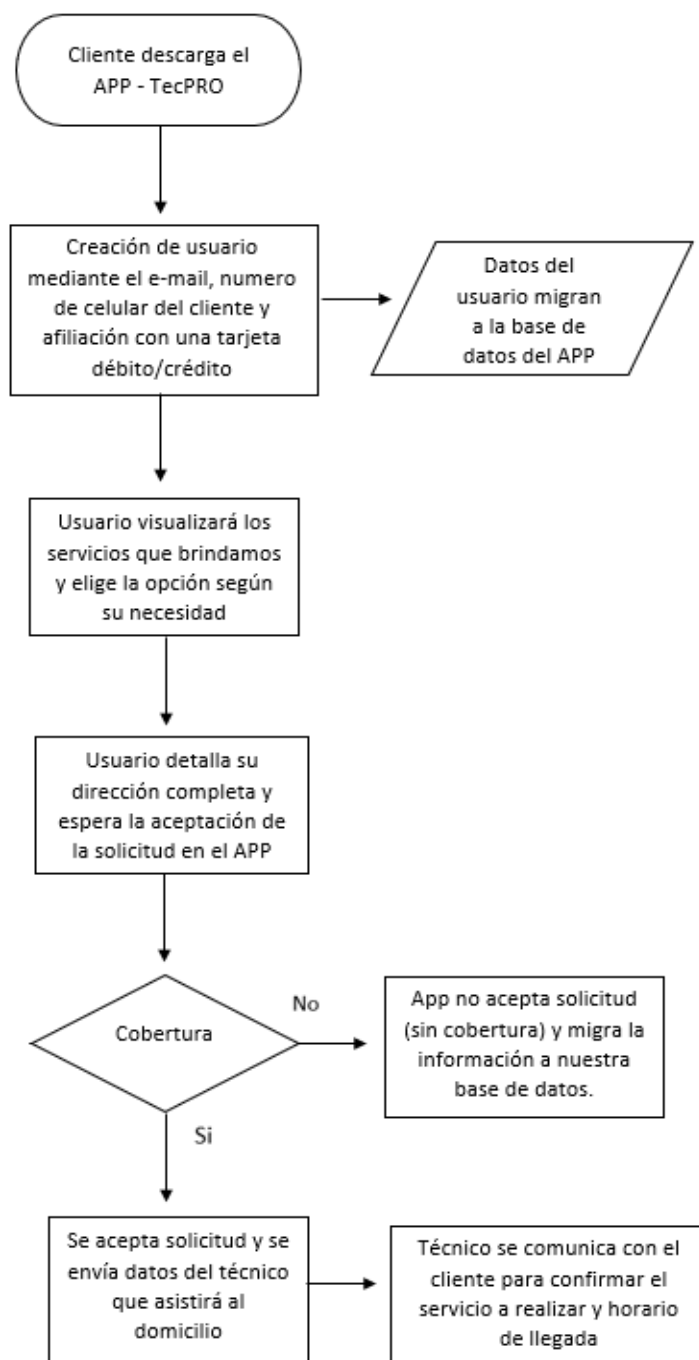 Cliente descarga el
APP - TecPRO
Creación de usuario
mediante el e-mail, numero
de celular del cliente y
afiliación con una tarjeta
débito/crédito
Datos del
usuario migran
a la base de
datos del APP
Usuario visualizará los
servicios que brindamos
y elige la opción según
su necesidad
Usuario detalla su
dirección completa y
espera la aceptación de
la solicitud en el APP
Cobertura
No
App no acepta solicitud
(sin cobertura) y migra la
información a nuestra
base de datos.
Si
Se acepta solicitud y se
envía datos del técnico
que asistirá al
domicilio
Técnico se comunica con el
cliente para confirmar el
servicio a realizar y horario
de llegada